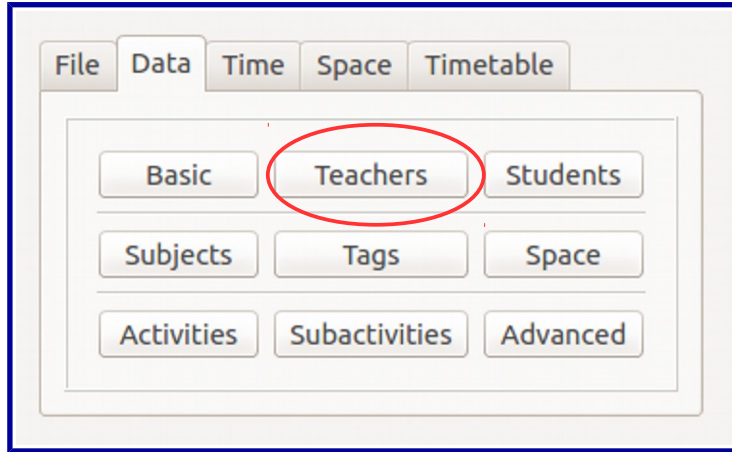 File Data Time Space Timetable
Basic Teachers Students
Subjects Tags Space
Activities Subactivities Advanced